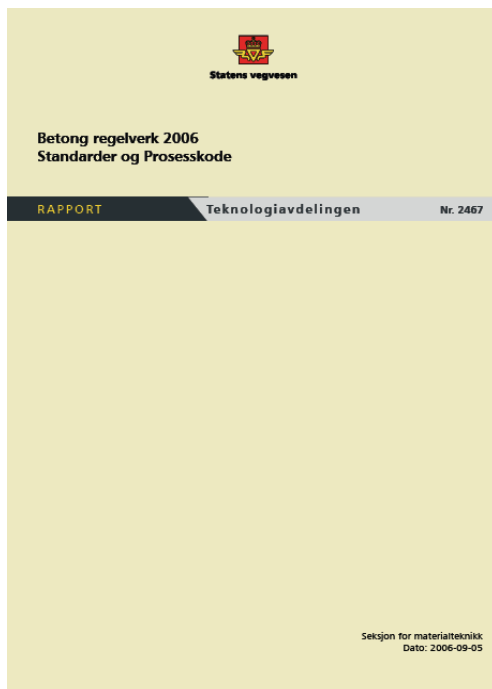 Statens vegvesen
Betong regelverk 2006
Standarder og Prosesskode
RAPPORT Teknologiavdelingen Nr. 2467
Seksjon for materialteknikk
Dato: 2006-09-05